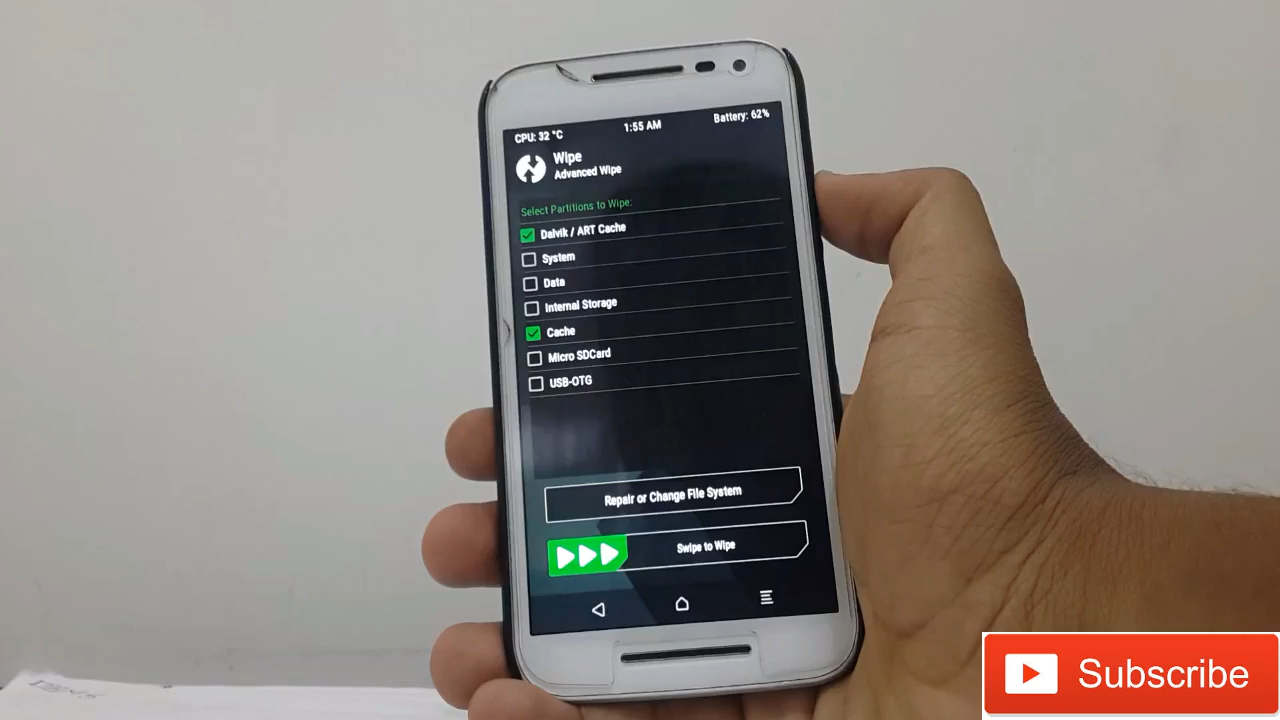 CPU: 32 °C 1:55 AM Battery: 62%
Wipe
Advanced Wipe
Select Partitions to Wipe:
Dalvik / ART Cache
System
Data
Internal Storage
Cache
Micro SDCard
USB-OTG
Repair or Change File System
Swipe to Wipe
Subscribe